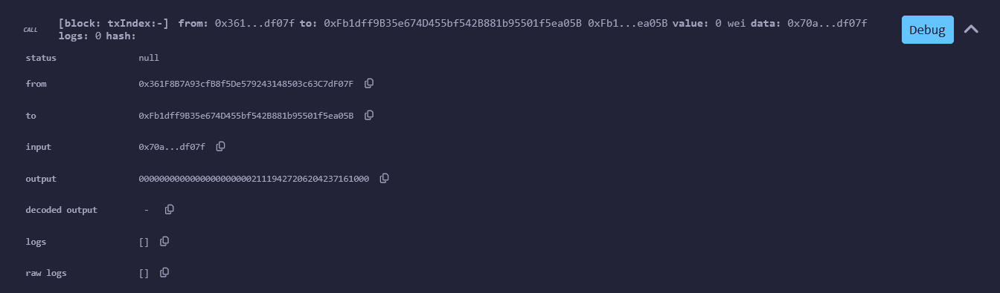 CALL
[block: txIndex:-] from: 0x361...df07f to: 0xFb1dff9B35e674D455bf542B881b95501f5ea05B 0xFb1...ea05B value: 0 wei data: 0x70a...df07f
logs: 0 hash:
Debug
status null
from 0x361F8B7A93cfB8f5De579243148503c63C7dF07F
to 0xFb1dff9B35e674D455bf542B881b95501f5ea05B
input 0x70a...df07f
output 000000000000000000000021119427206204237161000
decoded output -
logs []
raw logs []